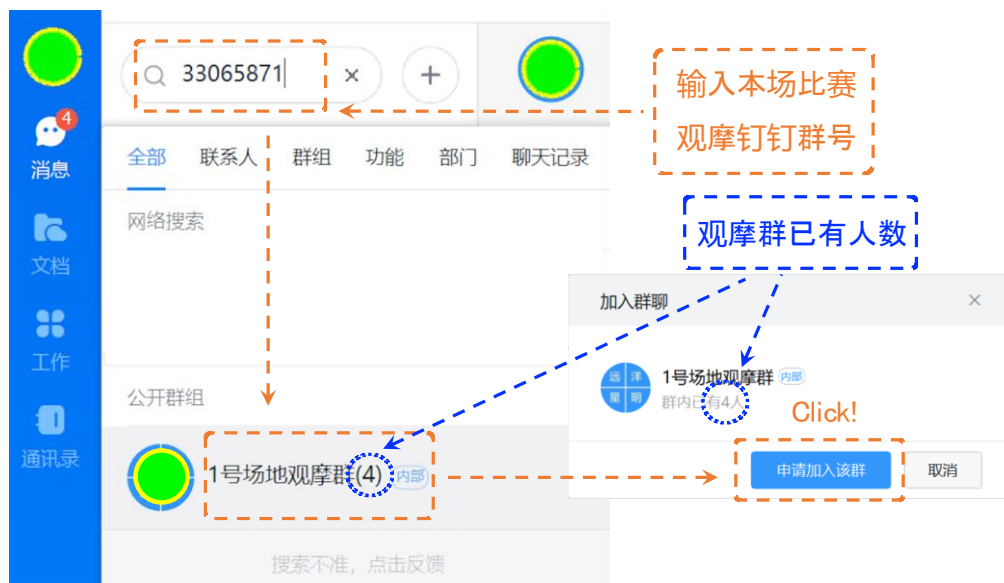 33065871
×
+
输入本场比赛
观摩钉钉群号
4
消息
全部 联系人 群组 功能 部门 聊天记录
网络搜索
观摩群已有人数
文档
加入群聊 ×
工作
远洋
星明
1号场地观摩群 内部
群内已有4人
公开群组
Click!
通讯录
1号场地观摩群(4) 内部
申请加入该群 取消
搜索不准，点击反馈